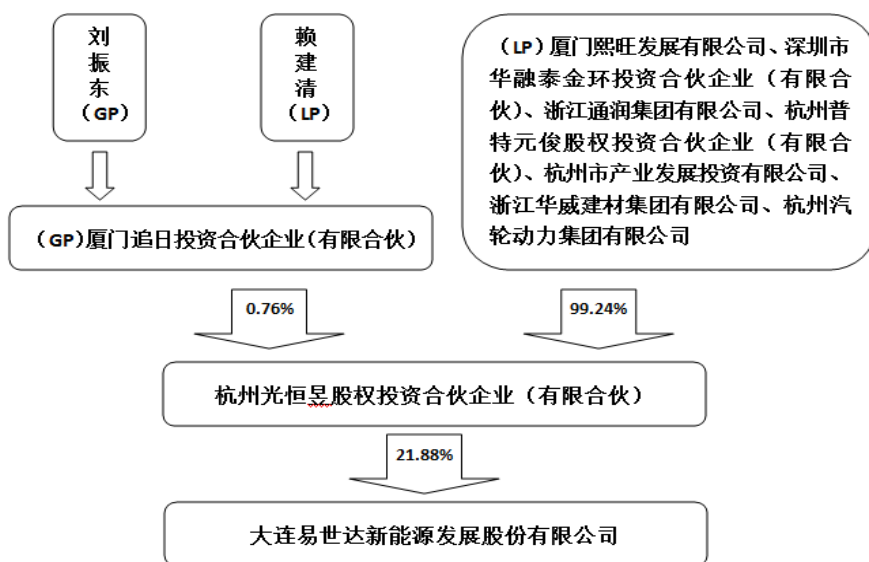 刘振东（GP）
赖建清（LP）
（LP）厦门熙旺发展有限公司、深圳市
华融泰金环投资合伙企业（有限合
伙）、浙江通润集团有限公司、杭州普
特元俊股权投资合伙企业（有限合
伙）、杭州市产业发展投资有限公司、
浙江华威建材集团有限公司、杭州汽
轮动力集团有限公司
（GP）厦门追日投资合伙企业（有限合伙）
0.76%
99.24%
杭州光恒昱股权投资合伙企业（有限合伙）
21.88%
大连易世达新能源发展股份有限公司